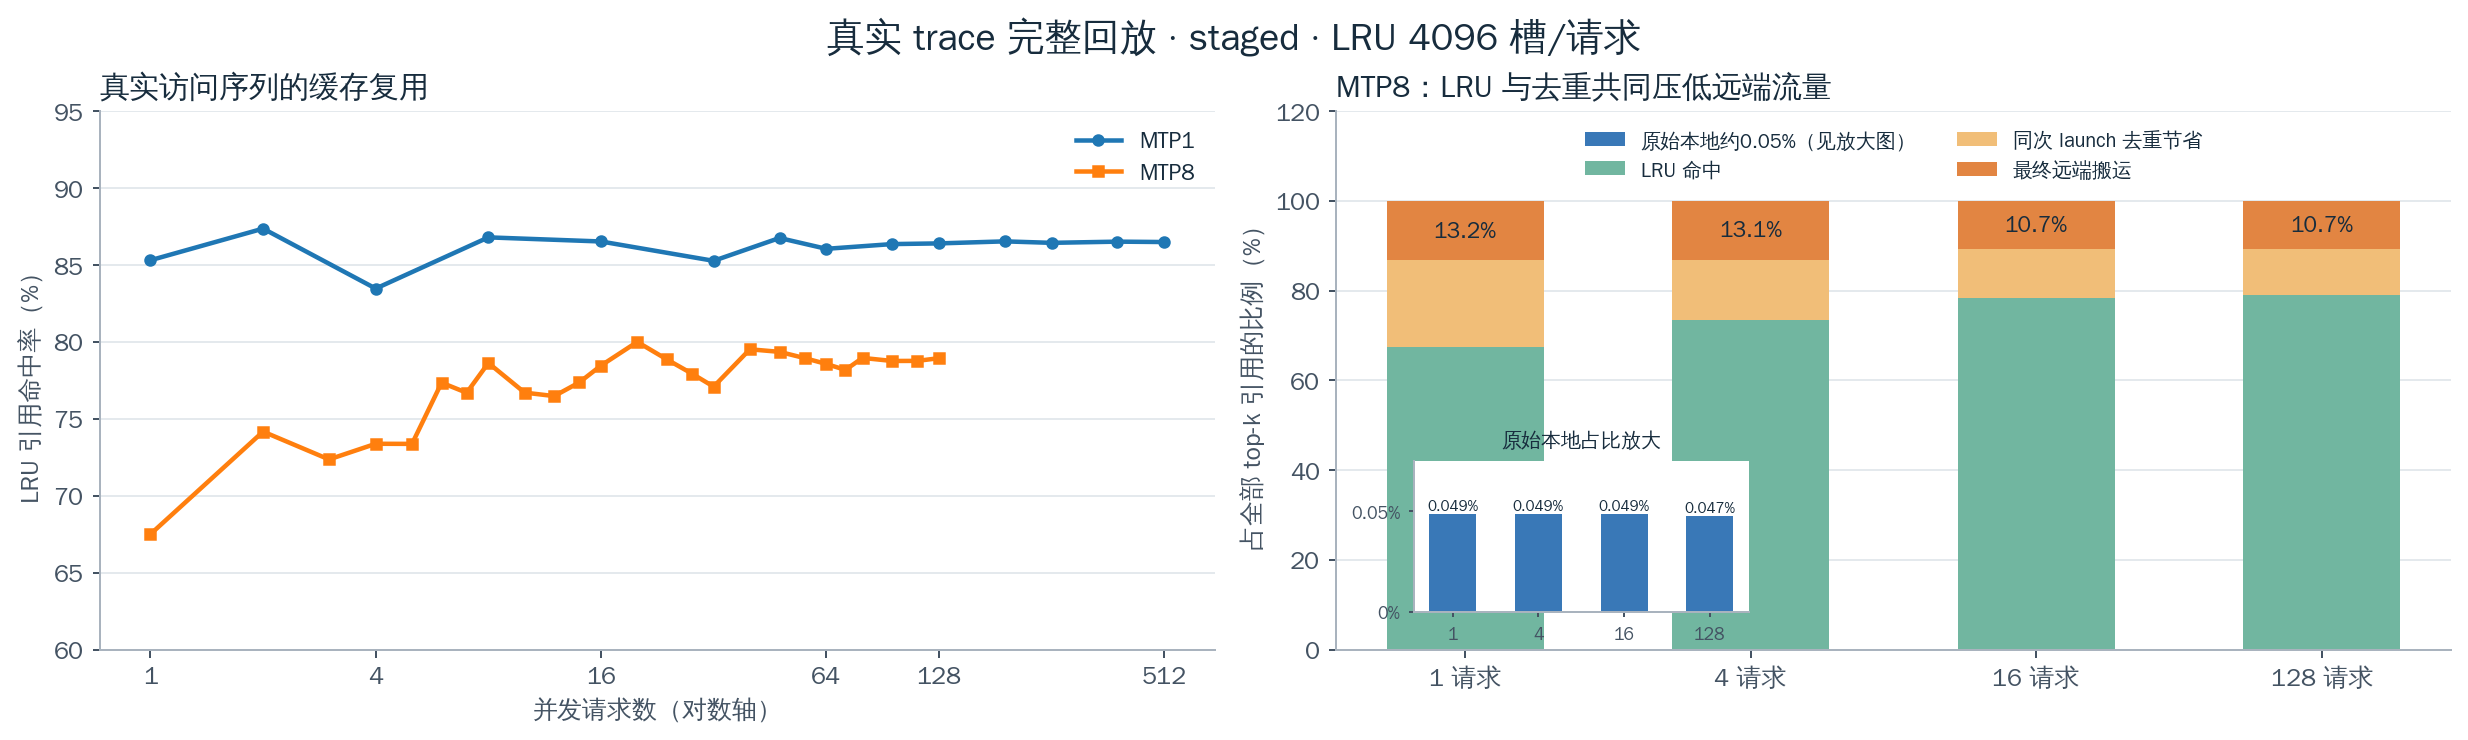 真实 trace 完整回放 · staged · LRU 4096 槽/请求
真实访问序列的缓存复用
LRU 引用命中率（%）
95
90
85
80
75
70
65
60
MTP1
MTP8
1
4
16
64
128
512
并发请求数（对数轴）
MTP8：LRU 与去重共同压低远端流量
占全部 top-k 引用的比例（%）
120
100
80
60
40
20
0
原始本地约0.05%（见放大图）
LRU 命中
同次 launch 去重节省
最终远端搬运
13.2%
13.1%
10.7%
10.7%
原始本地占比放大
0.05%
0%
0.049%
0.049%
0.049%
0.047%
1
4
16
128
1 请求
4 请求
16 请求
128 请求